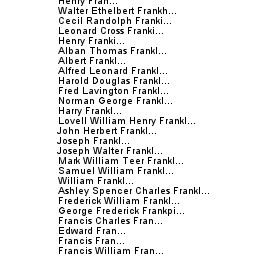 Henry Fran...
Walter Ethelbert Frankh...
Cecil Randolph Franki...
Leonard Cross Franki...
Henry Franki...
Alban Thomas Frankl...
Albert Frankl...
Alfred Leonard Frankl...
Harold Douglas Frankl...
Fred Lavington Frankl...
Norman George Frankl...
Harry Frankl...
Lovell William Henry Frankl...
John Herbert Frankl...
Joseph Frankl...
Joseph Walter Frankl...
Mark William Teer Frankl...
Samuel William Frankl...
William Frankl...
Ashley Spencer Charles Frankl...
Frederick William Frankl...
George Frederick Frankpi...
Francis Charles Fran...
Edward Fran...
Francis Fran...
Francis William Fran...